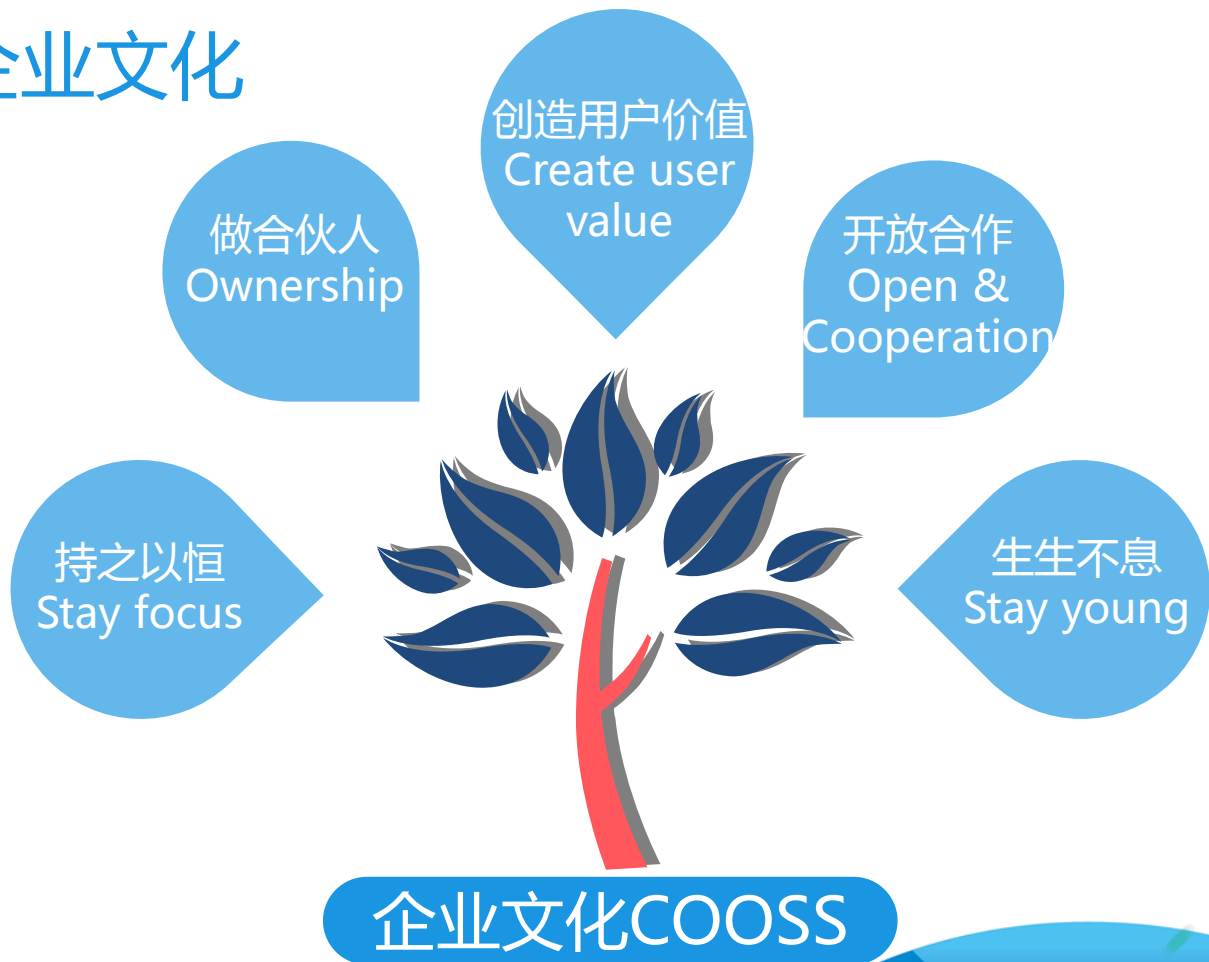 企业文化
创造用户价值
Create user
value
做合伙人
Ownership
开放合作
Open &
Cooperation
持之以恒
Stay focus
生生不息
Stay young
企业文化COOSS